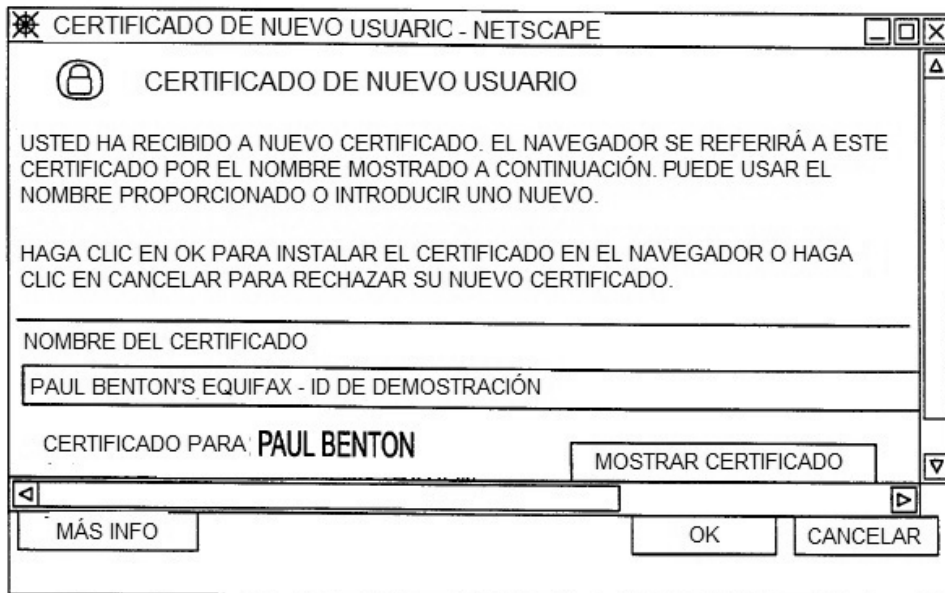 CERTIFICADO DE NUEVO USUARIC - NETSCAPE
CERTIFICADO DE NUEVO USUARIO
USTED HA RECIBIDO A NUEVO CERTIFICADO. EL NAVEGADOR SE REFERIRÁ A ESTE
CERTIFICADO POR EL NOMBRE MOSTRADO A CONTINUACIÓN. PUEDE USAR EL
NOMBRE PROPORCIONADO O INTRODUCIR UNO NUEVO.
HAGA CLIC EN OK PARA INSTALAR EL CERTIFICADO EN EL NAVEGADOR O HAGA
CLIC EN CANCELAR PARA RECHAZAR SU NUEVO CERTIFICADO.
NOMBRE DEL CERTIFICADO
PAUL BENTON'S EQUIFAX - ID DE DEMOSTRACIÓN
CERTIFICADO PARA: PAUL BENTON
MOSTRAR CERTIFICADO
MÁS INFO
OK
CANCELAR